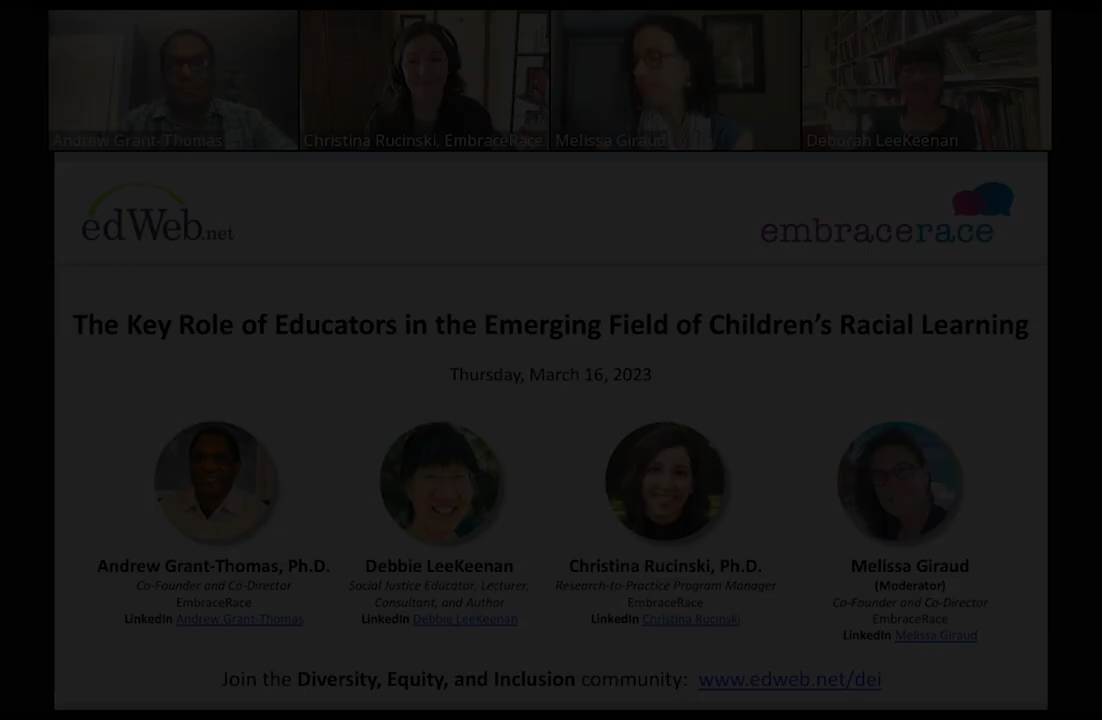 Andrew Grant-Thomas
Christina Rucinski, EmbraceRace
Melissa Giraud
Deborah LeeKeenan
edWeb.net
embracerace
The Key Role of Educators in the Emerging Field of Children's Racial Learning
Thursday, March 16, 2023
Andrew Grant-Thomas, Ph.D.
Co-Founder and Co-Director
EmbraceRace
LinkedIn Andrew Grant-Thomas
Debbie LeeKeenan
Social Justice Educator, Lecturer,
Consultant, and Author
LinkedIn Debbie LeeKeenan
Christina Rucinski, Ph.D.
Research-to-Practice Program Manager
EmbraceRace
LinkedIn Christina Rucinski
Melissa Giraud
(Moderator)
Co-Founder and Co-Director
EmbraceRace
LinkedIn Melissa Giraud
Join the Diversity, Equity, and Inclusion community: www.edweb.net/dei